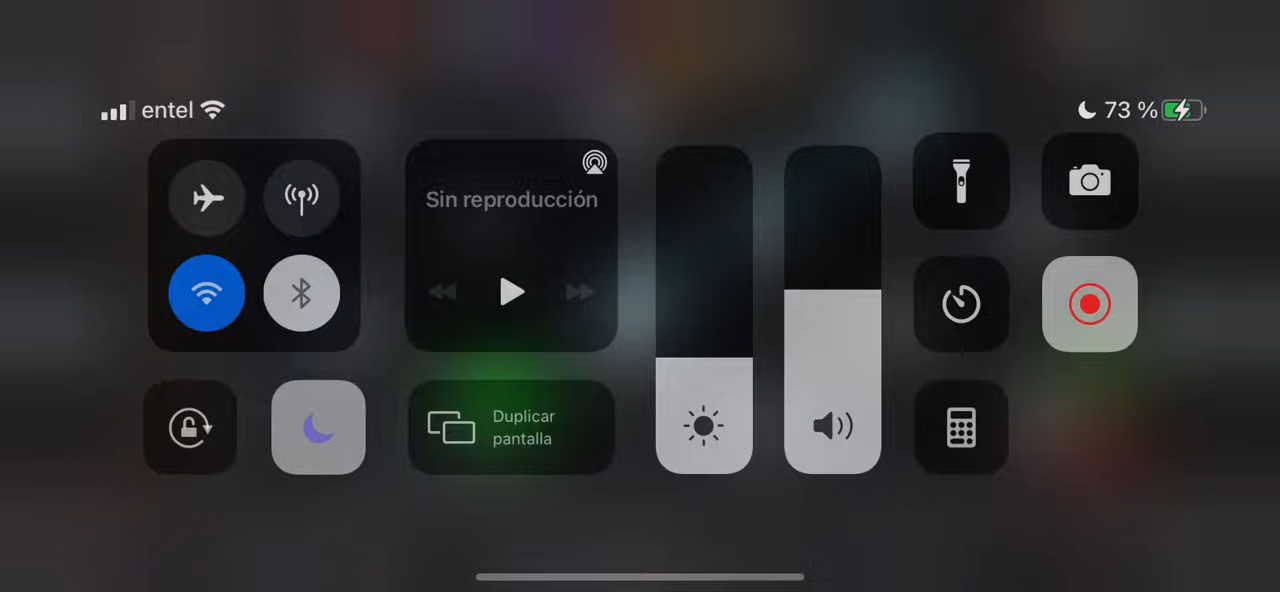 entel
73 %
Sin reproducción
Duplicar
pantalla